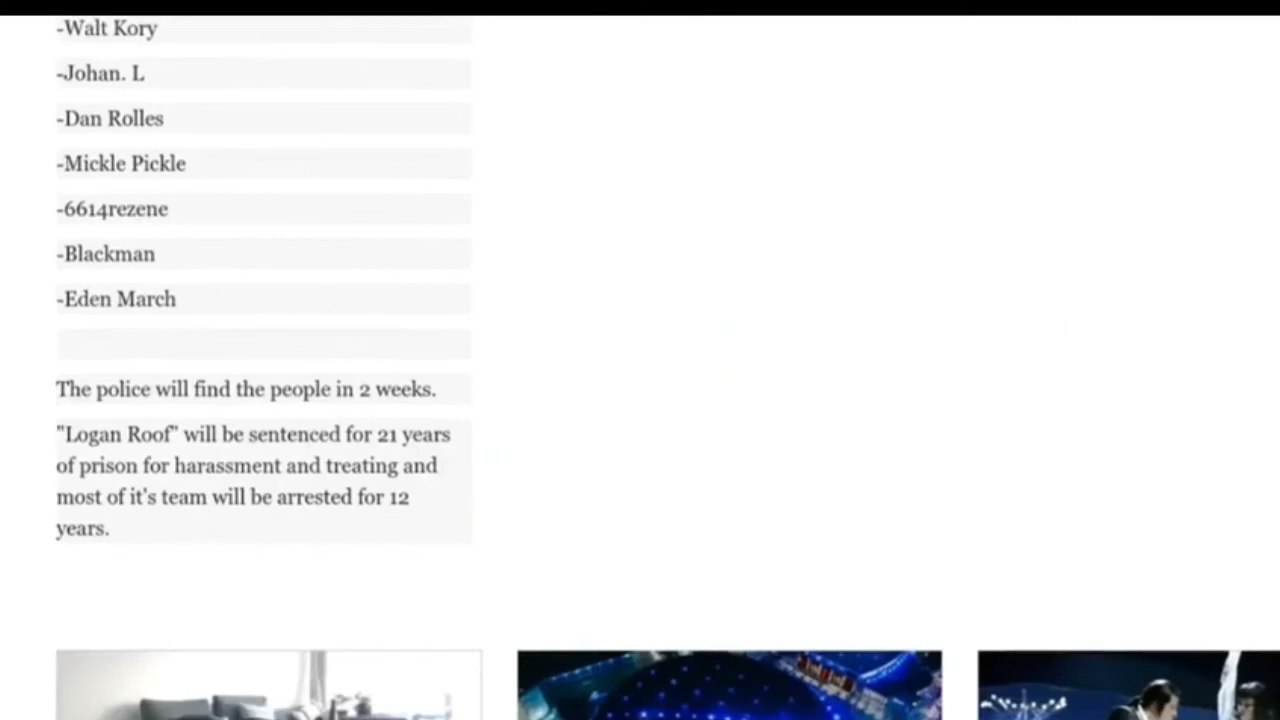 -Walt Kory
-Johan. L
-Dan Rolles
-Mickle Pickle
-6614rezene
-Blackman
-Eden March
The police will find the people in 2 weeks.
"Logan Roof" will be sentenced for 21 years
of prison for harassment and treating and
most of it's team will be arrested for 12
years.